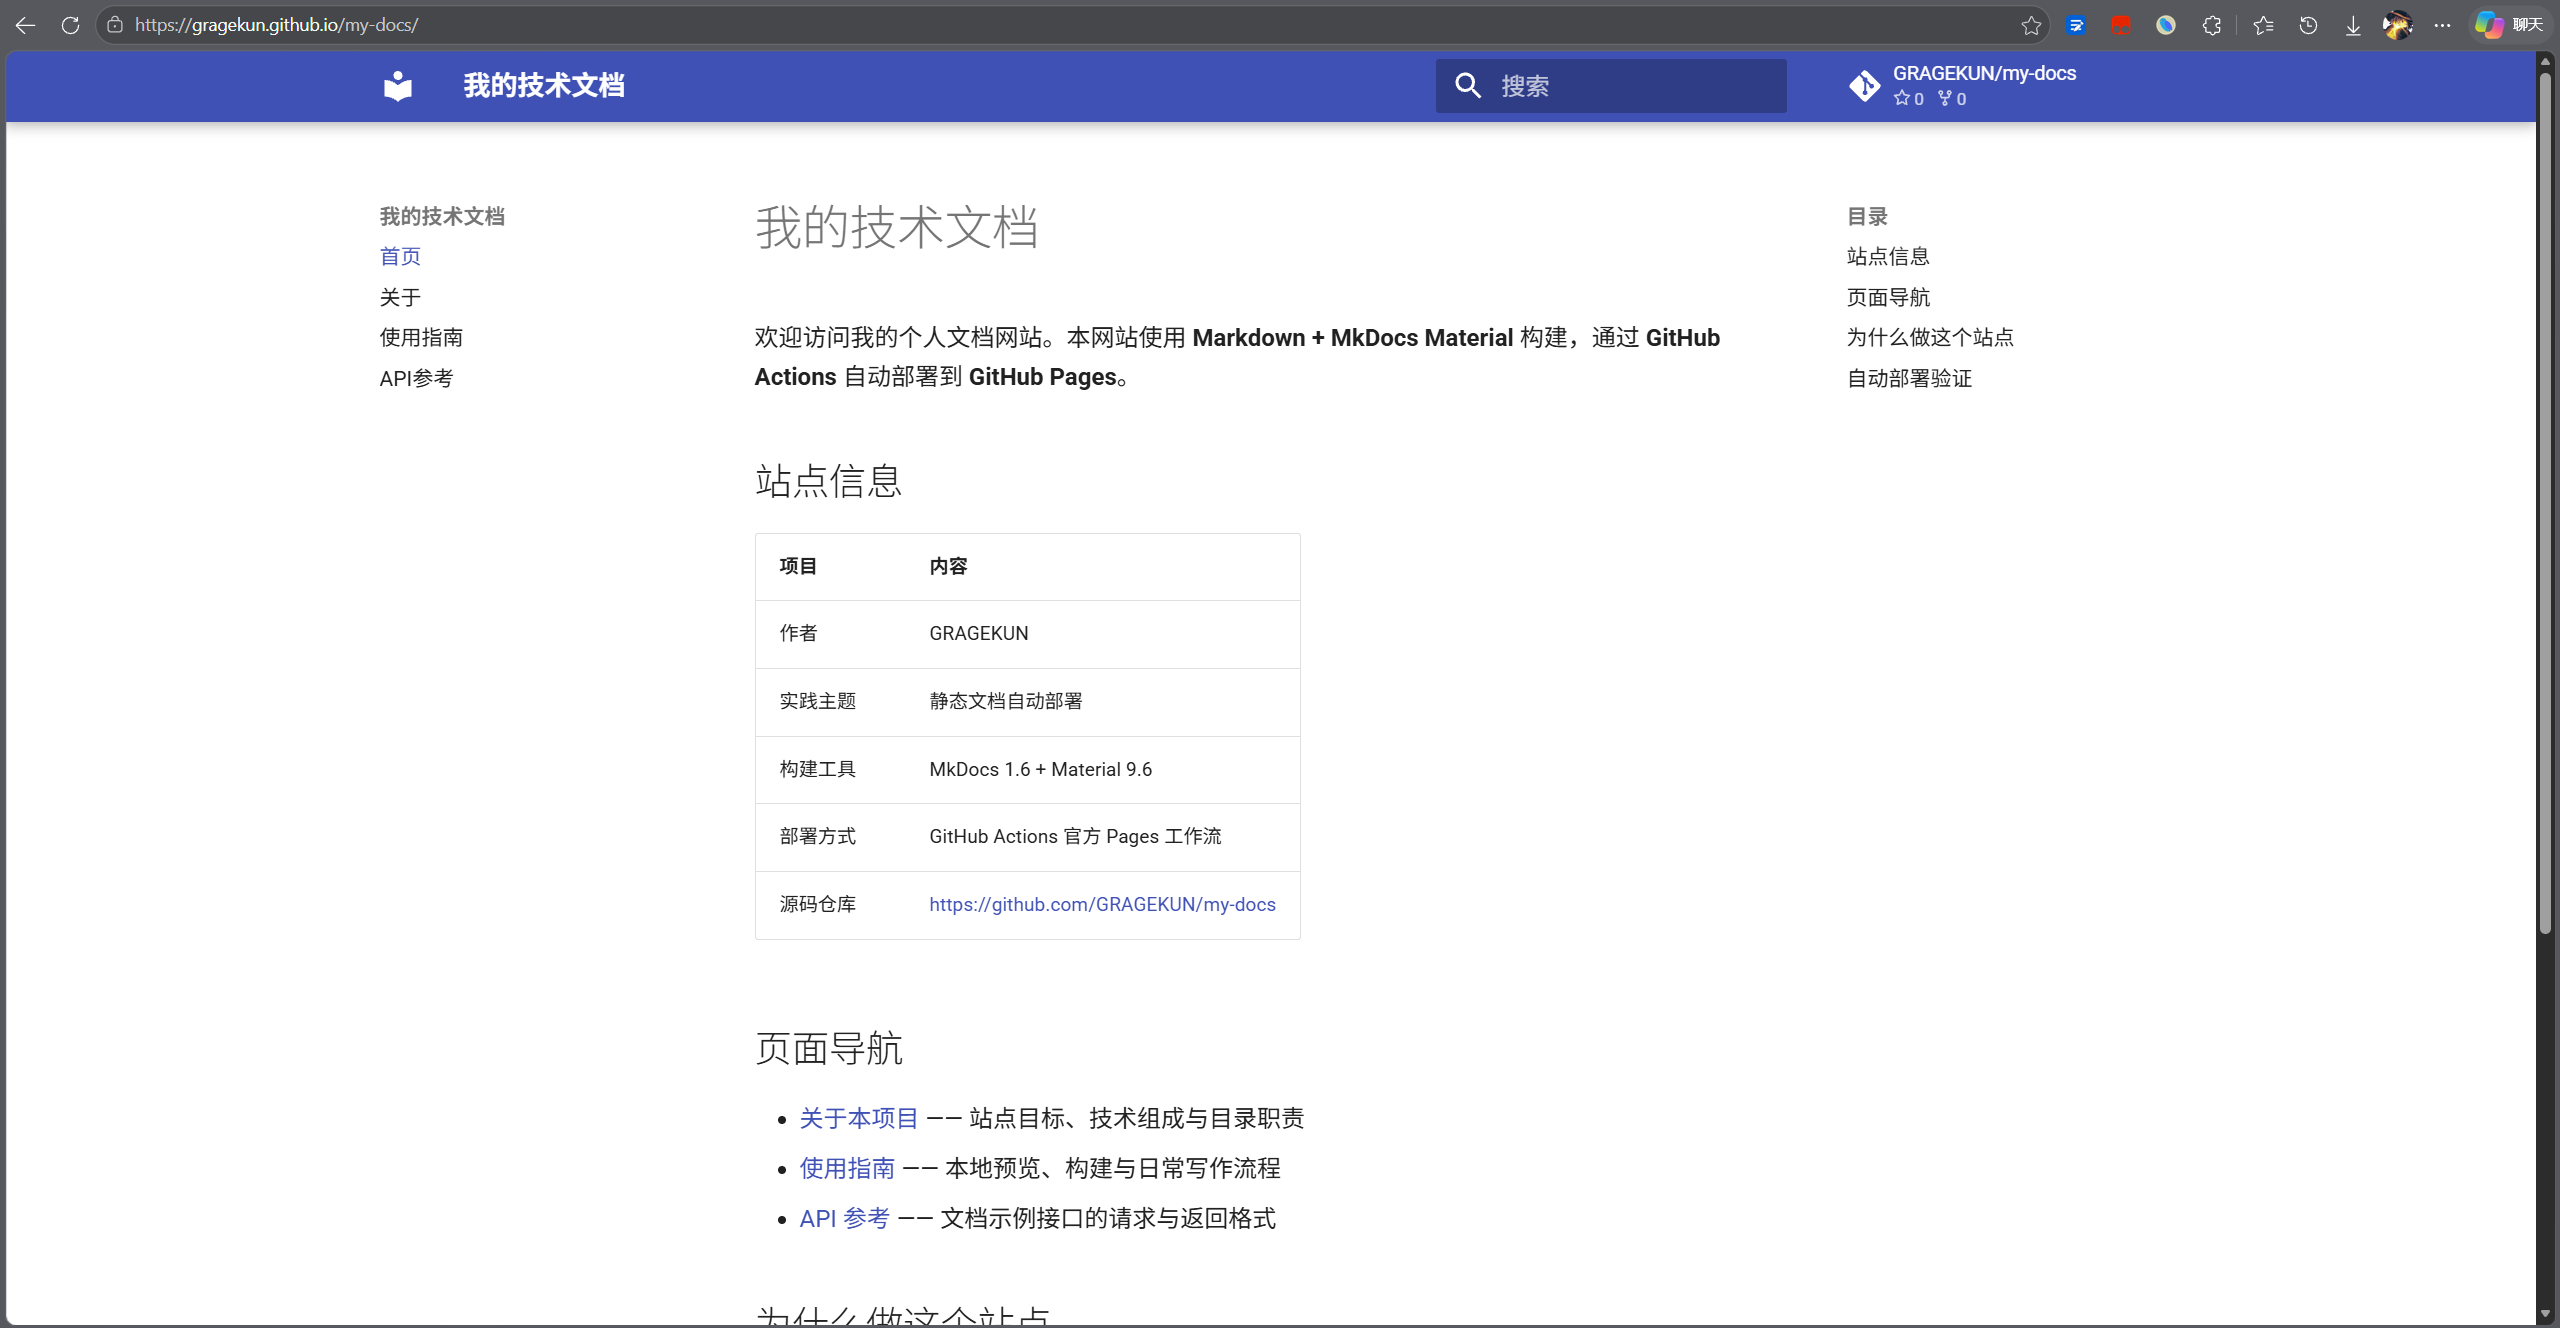 https://gragekun.github.io/my-docs/
聊天
我的技术文档
搜索
GRAGEKUN/my-docs
0 0
我的技术文档
首页
关于
使用指南
API参考
我的技术文档
欢迎访问我的个人文档网站。本网站使用 Markdown + MkDocs Material 构建，通过 GitHub
Actions 自动部署到 GitHub Pages。
站点信息
项目 内容
作者 GRAGEKUN
实践主题 静态文档自动部署
构建工具 MkDocs 1.6 + Material 9.6
部署方式 GitHub Actions 官方 Pages 工作流
源码仓库 https://github.com/GRAGEKUN/my-docs
页面导航
• 关于本项目 —— 站点目标、技术组成与目录职责
• 使用指南 —— 本地预览、构建与日常写作流程
• API 参考 —— 文档示例接口的请求与返回格式
为什么做这个站点
目录
站点信息
页面导航
为什么做这个站点
自动部署验证